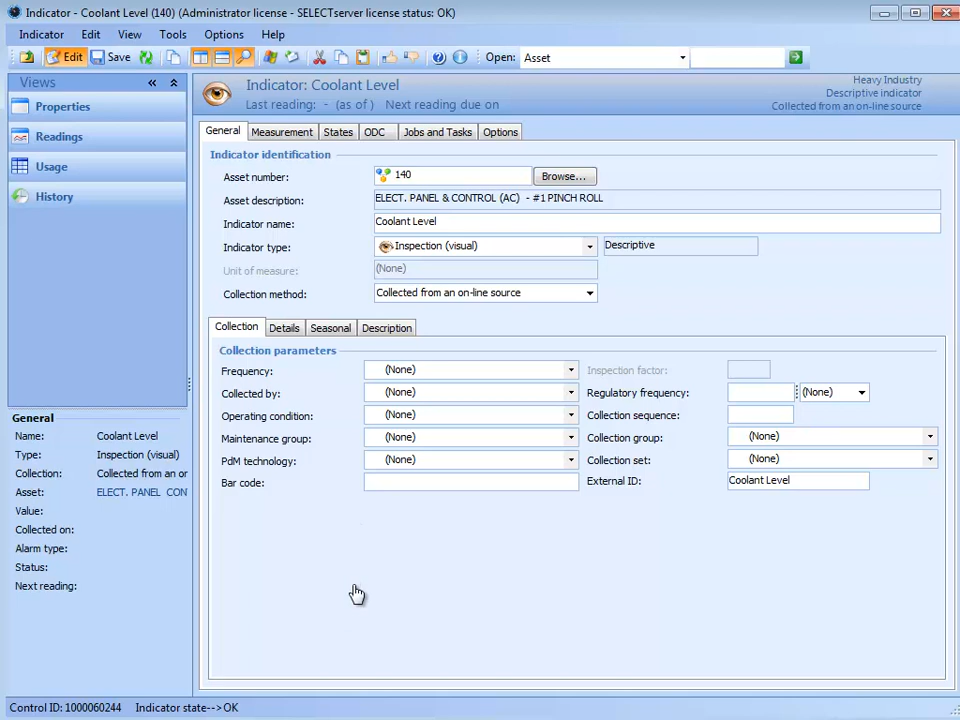 Indicator - Coolant Level (140) (Administrator license - SELECTserver license status: OK)
Indicator Edit View Tools Options Help
Edit Save Open: Asset
Views
Properties
Readings
Usage
History
General
Name: Coolant Level
Type: Inspection (visual)
Collection: Collected from an or
Asset: ELECT. PANEL CON
Value:
Collected on:
Alarm type:
Status:
Next reading:
Indicator: Coolant Level
Last reading: - (as of ) Next reading due on
Heavy Industry
Descriptive indicator
Collected from an on-line source
General Measurement States ODC Jobs and Tasks Options
Indicator identification
Asset number: 140 Browse...
Asset description: ELECT. PANEL & CONTROL (AC) - #1 PINCH ROLL
Indicator name: Coolant Level
Indicator type: Inspection (visual) Descriptive
Unit of measure: (None)
Collection method: Collected from an on-line source
Collection Details Seasonal Description
Collection parameters
Frequency: (None) Inspection factor:
Collected by: (None) Regulatory frequency: : (None)
Operating condition: (None) Collection sequence:
Maintenance group: (None) Collection group: (None)
PdM technology: (None) Collection set: (None)
Bar code: External ID: Coolant Level
Control ID: 1000060244 Indicator state-->OK